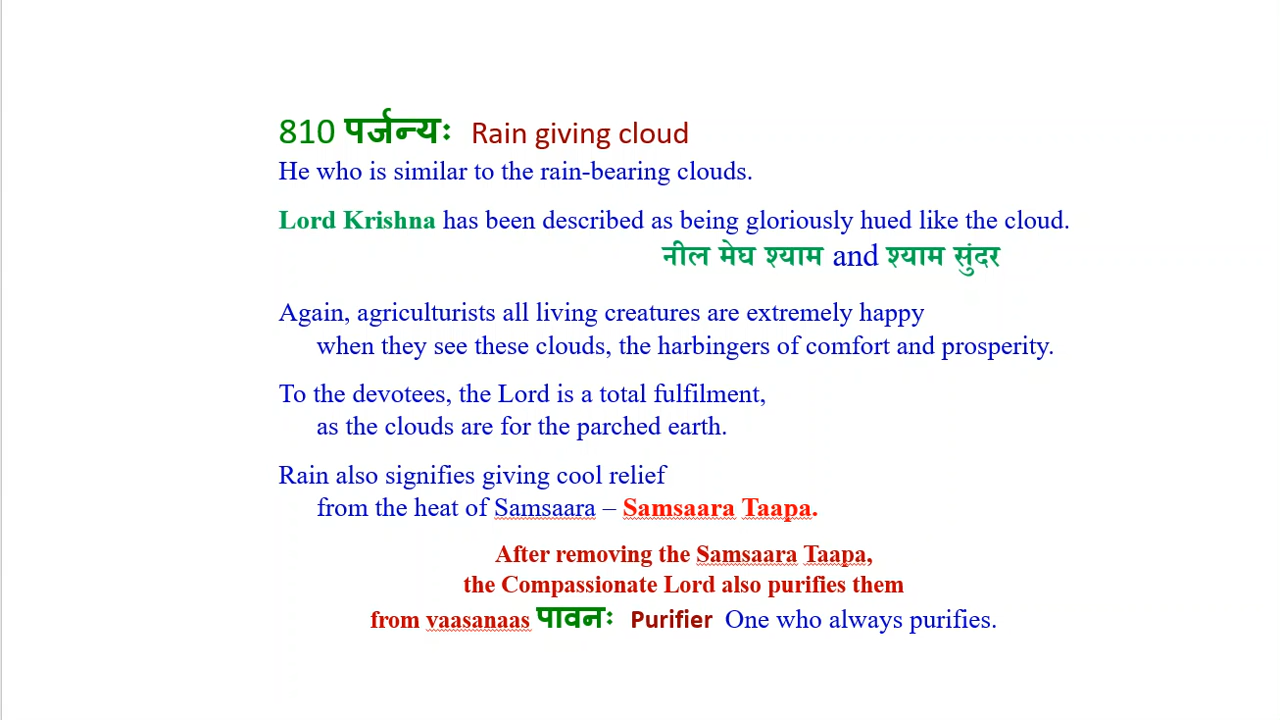 810 पर्जन्यः Rain giving cloud
He who is similar to the rain-bearing clouds.
Lord Krishna has been described as being gloriously hued like the cloud.
नील मेघ श्याम and श्याम सुंदर
Again, agriculturists all living creatures are extremely happy
when they see these clouds, the harbingers of comfort and prosperity.
To the devotees, the Lord is a total fulfilment,
as the clouds are for the parched earth.
Rain also signifies giving cool relief
from the heat of Samsaara – Samsaara Taapa.
After removing the Samsaara Taapa,
the Compassionate Lord also purifies them
from vaasanaas पावनः Purifier One who always purifies.